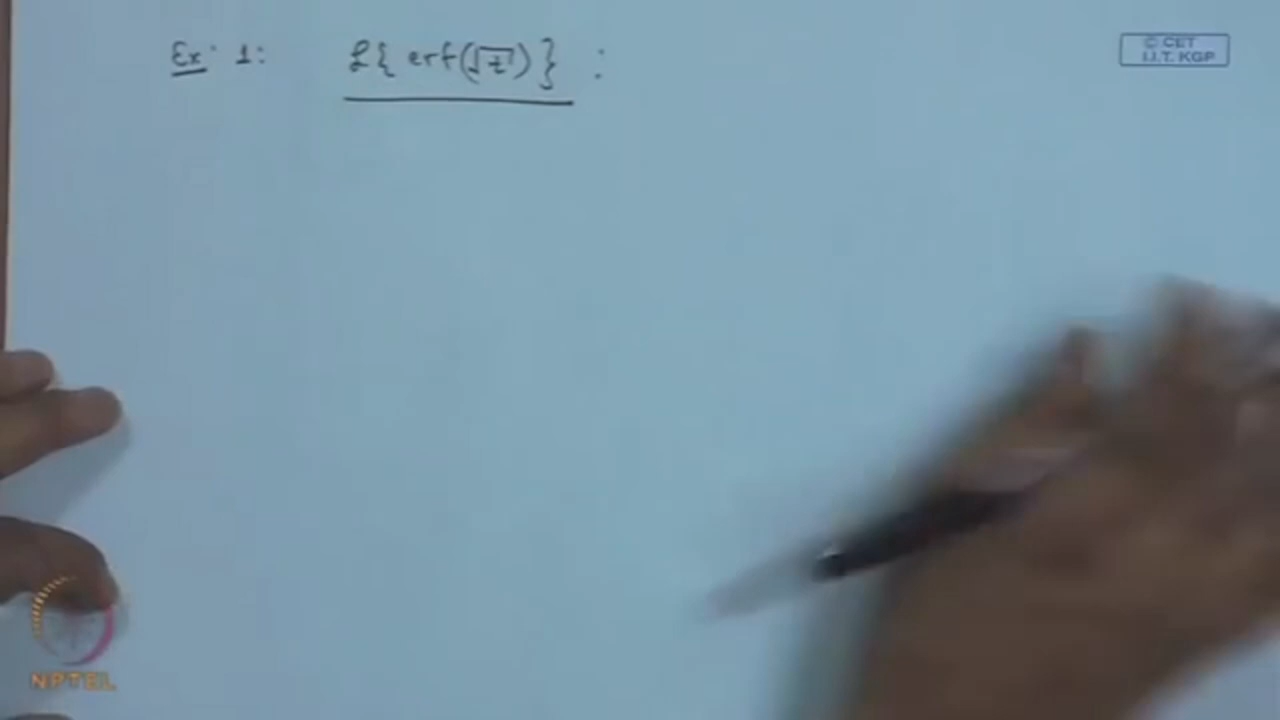 Ex: 1: L{ erf(√t) } :
© CET
I.I.T. KGP
NPTEL